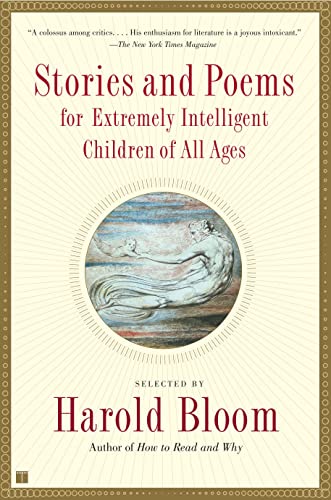 “A colossus among critics. . . . His enthusiasm for literature is a joyous intoxicant.”
—The New York Times Magazine
Stories and Poems
for Extremely Intelligent
Children of All Ages
SELECTED BY
Harold Bloom
Author of How to Read and Why